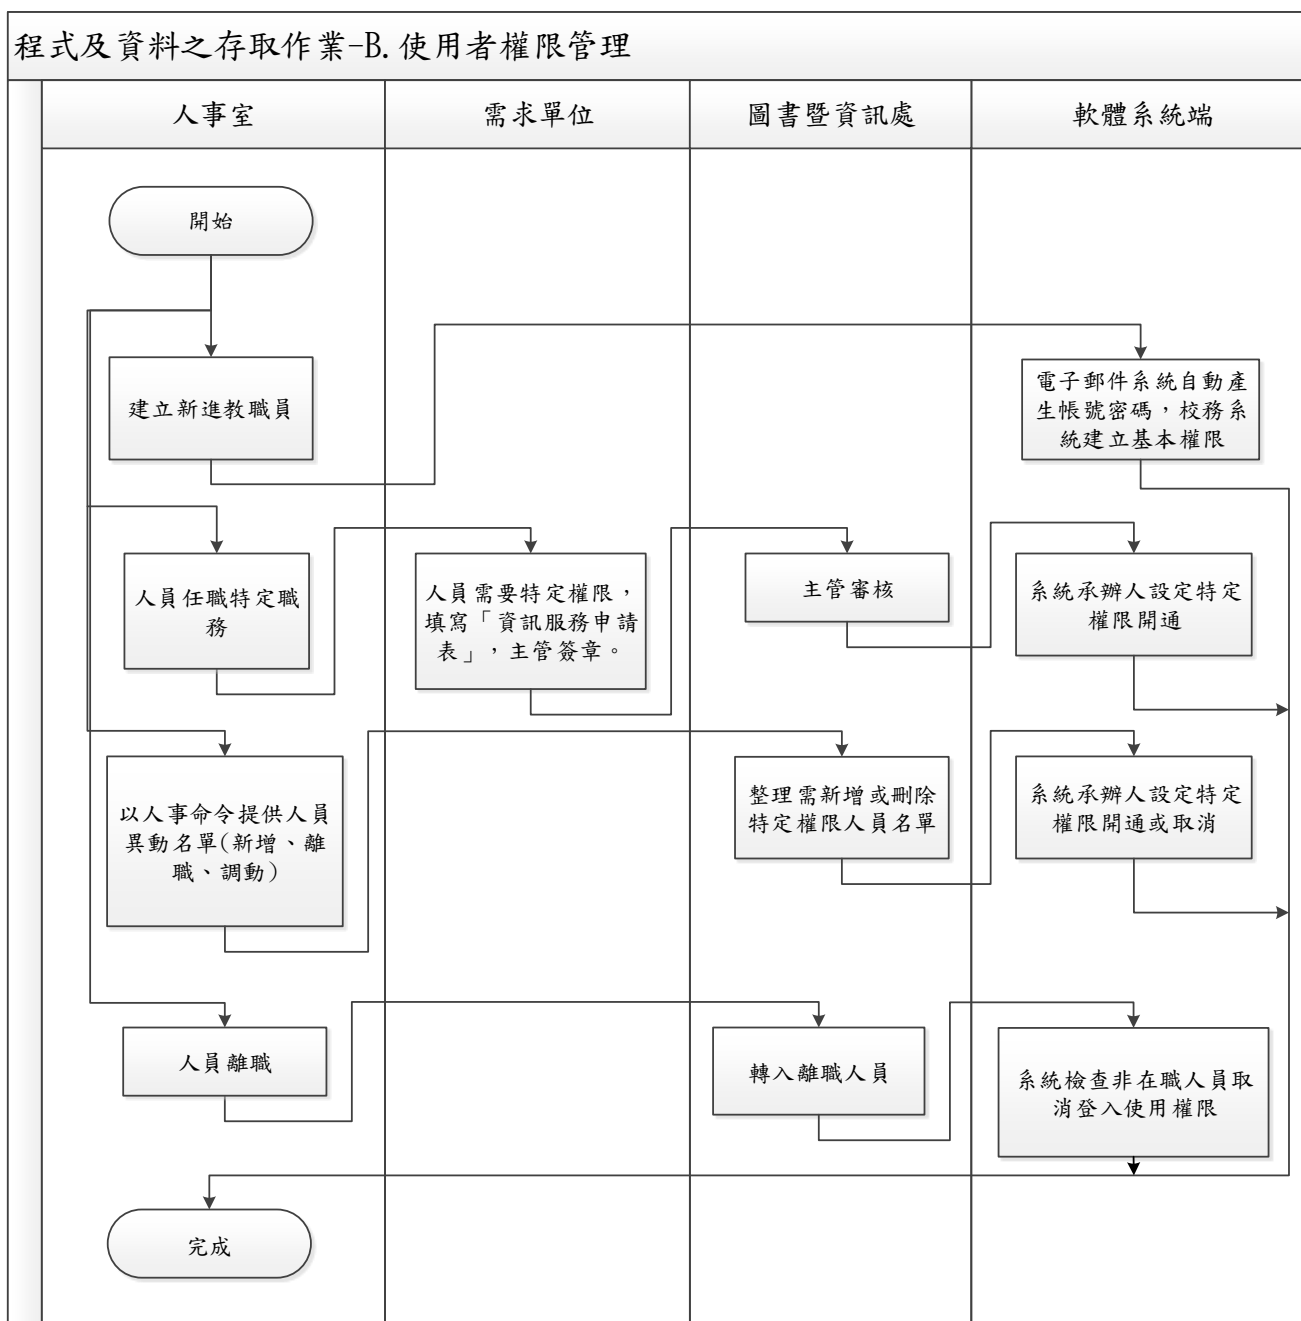 程式及資料之存取作業-B.使用者權限管理
人事室
需求單位
圖書暨資訊處
軟體系統端
開始
建立新進教職員
電子郵件系統自動產
生帳號密碼，校務系
統建立基本權限
人員任職特定職
務
人員需要特定權限，
填寫「資訊服務申請
表」，主管簽章。
主管審核
系統承辦人設定特定
權限開通
以人事命令提供人員
異動名單(新增、離
職、調動)
整理需新增或刪除
特定權限人員名單
系統承辦人設定特定
權限開通或取消
人員離職
轉入離職人員
系統檢查非在職人員取
消登入使用權限
完成